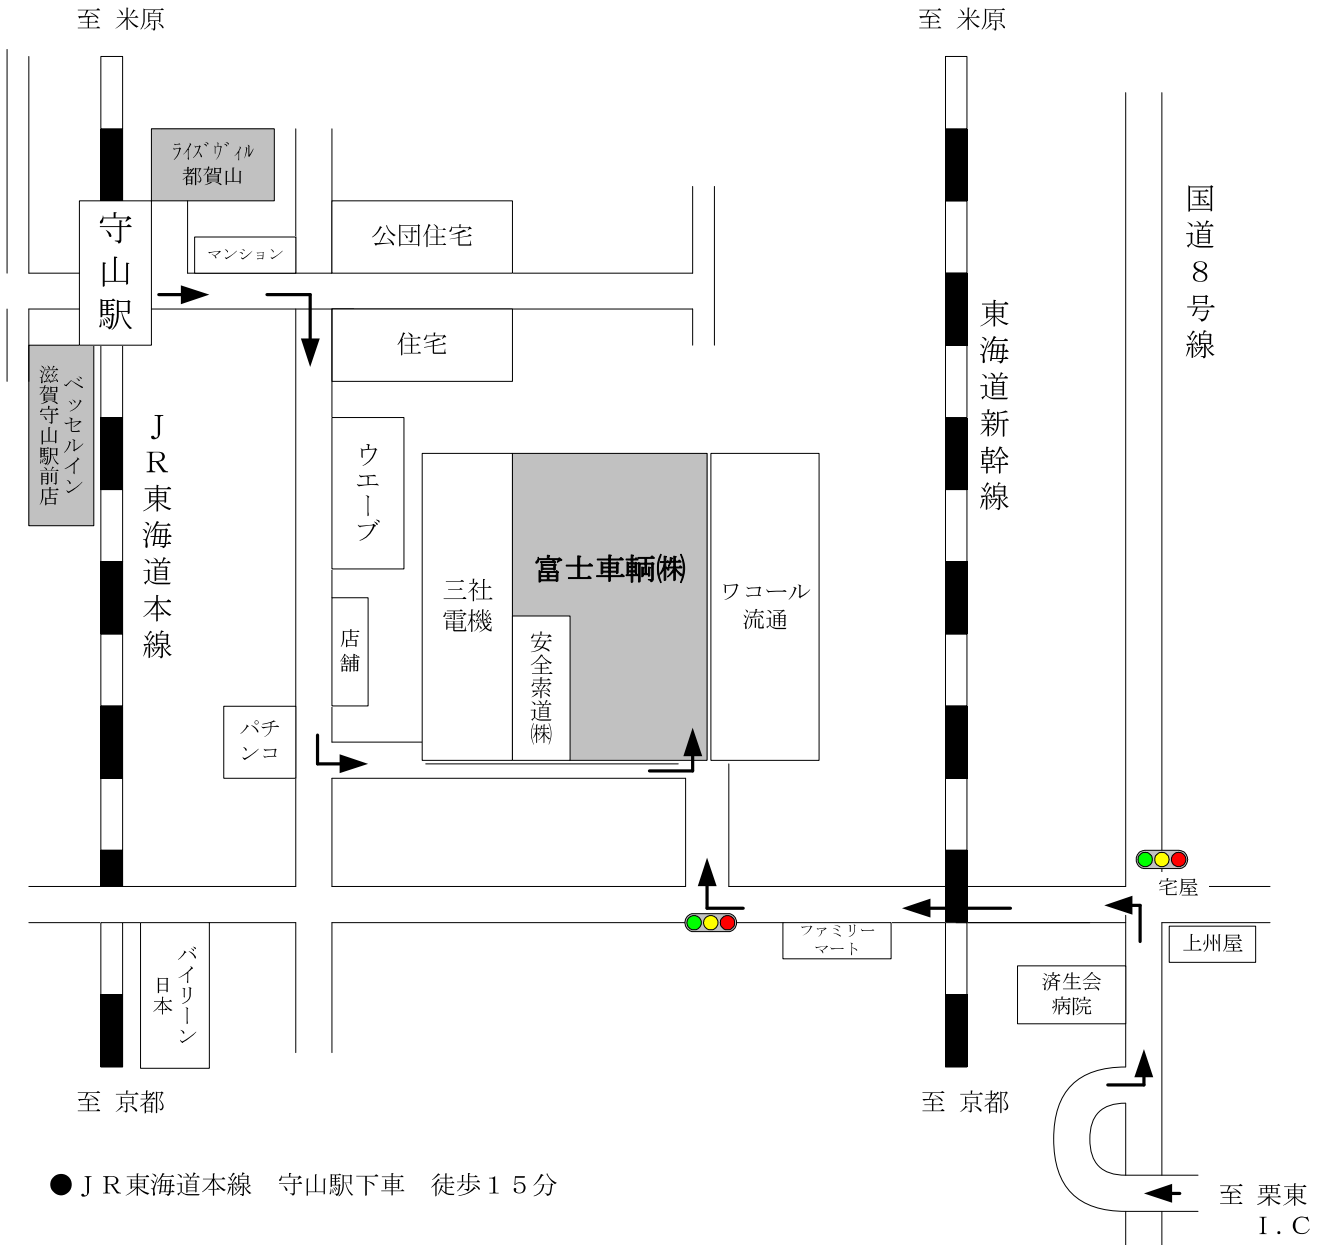 至 米原
至 米原
ﾗｲｽﾞｳﾞｨﾙ
都賀山
守山駅
マンション
公団住宅
国道８号線
東海道新幹線
住宅
ベッセルイン
滋賀守山駅前店
ＪＲ東海道本線
ウエーブ
富士車輌㈱
三社
電機
ワコール
流通
店舗
安全索道㈱
パチ
ンコ
宅屋
ファミリー
マート
上州屋
バイリーン
日本
済生会
病院
至 京都
至 京都
●ＪＲ東海道本線　守山駅下車　徒歩１５分
至 栗東
Ｉ.Ｃ